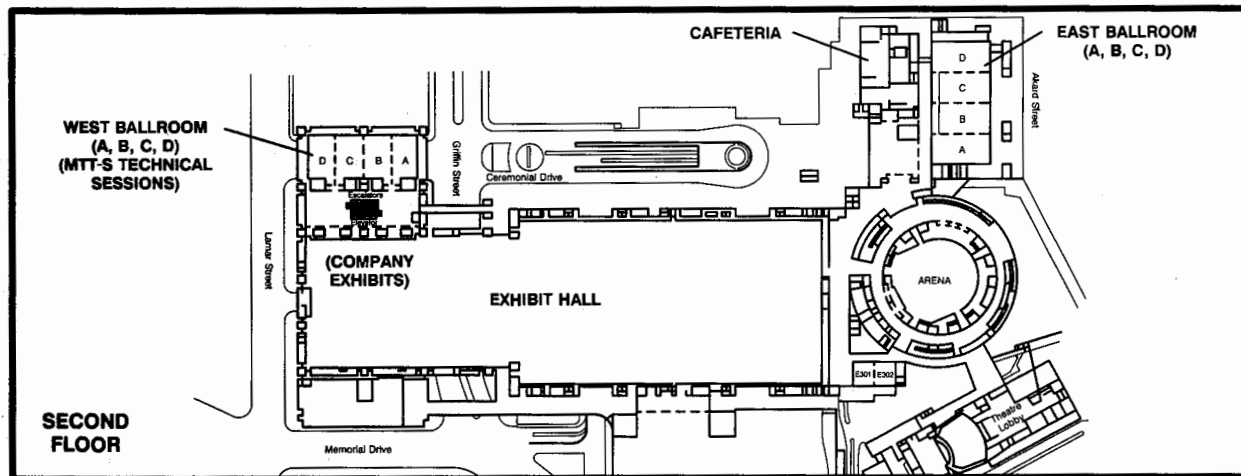 CAFETERIA
EAST BALLROOM
(A, B, C, D)
D
C
B
A
Akard Street
WEST BALLROOM
(A, B, C, D)
(MTT-S TECHNICAL
SESSIONS)
D C B A
Griffin Street
Ceremonial Drive
Escalators
Elevator
Lamar Street
(COMPANY
EXHIBITS)
EXHIBIT HALL
ARENA
E301 E302
Theatre
Lobby
SECOND
FLOOR
Memorial Drive